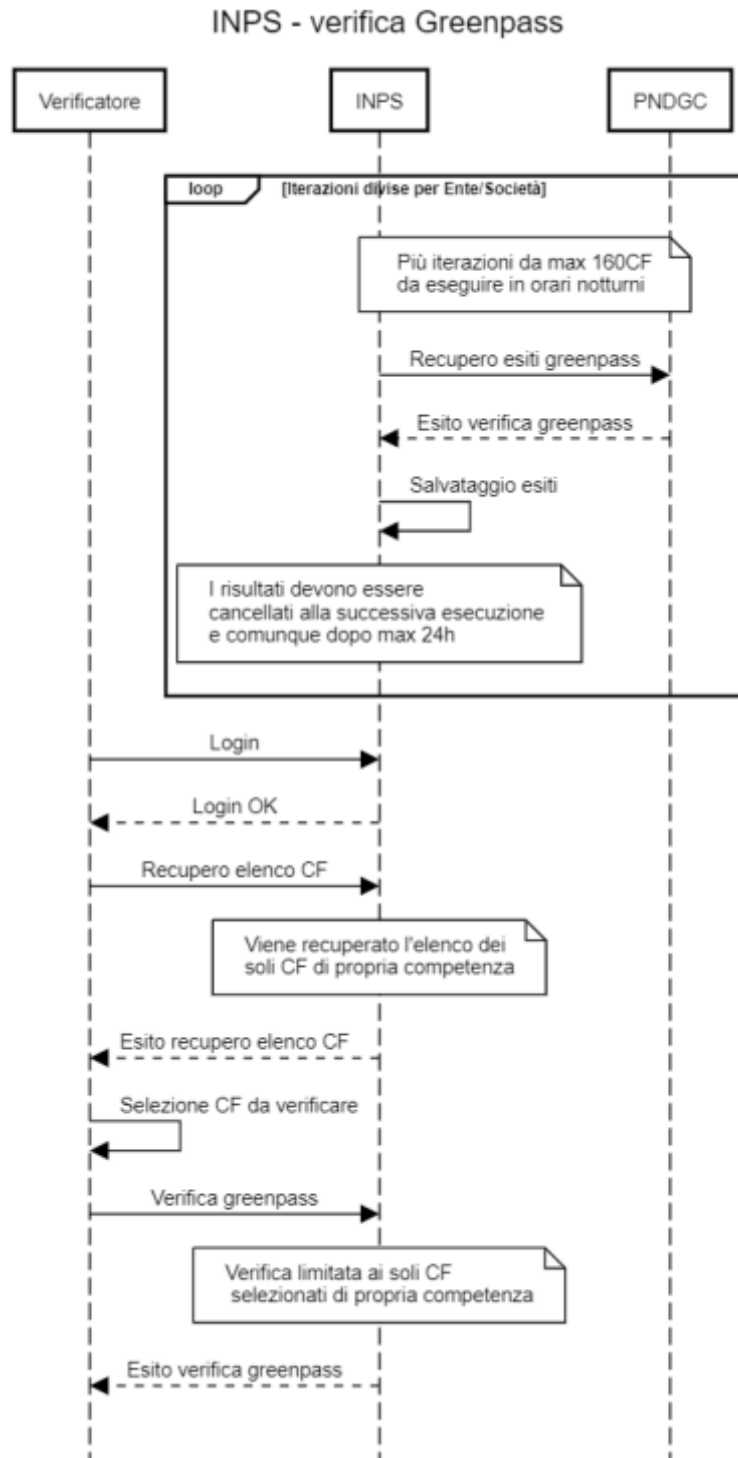 INPS - verifica Greenpass
Verificatore
INPS
PNDGC
loop
[Iterazioni divise per Ente/Società]
Più iterazioni da max 160CF
da eseguire in orari notturni
Recupero esiti greenpass
Esito verifica greenpass
Salvataggio esiti
I risultati devono essere
cancellati alla successiva esecuzione
e comunque dopo max 24h
Login
Login OK
Recupero elenco CF
Viene recuperato l'elenco dei
soli CF di propria competenza
Esito recupero elenco CF
Selezione CF da verificare
Verifica greenpass
Verifica limitata ai soli CF
selezionati di propria competenza
Esito verifica greenpass